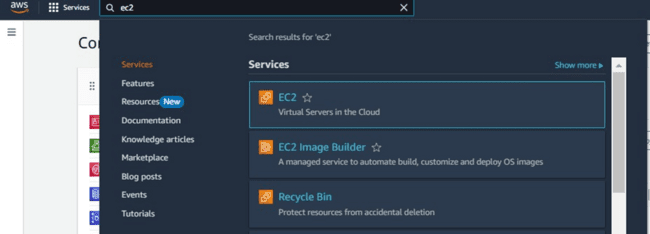 aws
Services
ec2
Search results for 'ec2'
Services
Features
Resources New
Documentation
Knowledge articles
Marketplace
Blog posts
Events
Tutorials
Services
Show more
EC2
Virtual Servers in the Cloud
EC2 Image Builder
A managed service to automate build, customize and deploy OS images
Recycle Bin
Protect resources from accidental deletion
Co